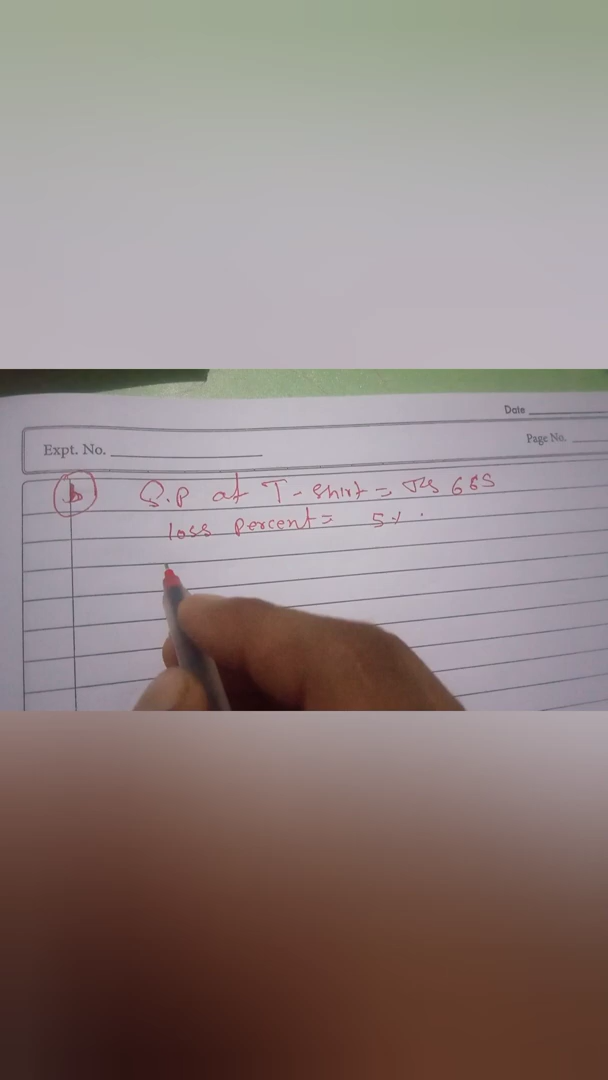 Date
Expt. No.
Page No.
b S.P of T-shirt = Rs 665
loss percent = 5%.